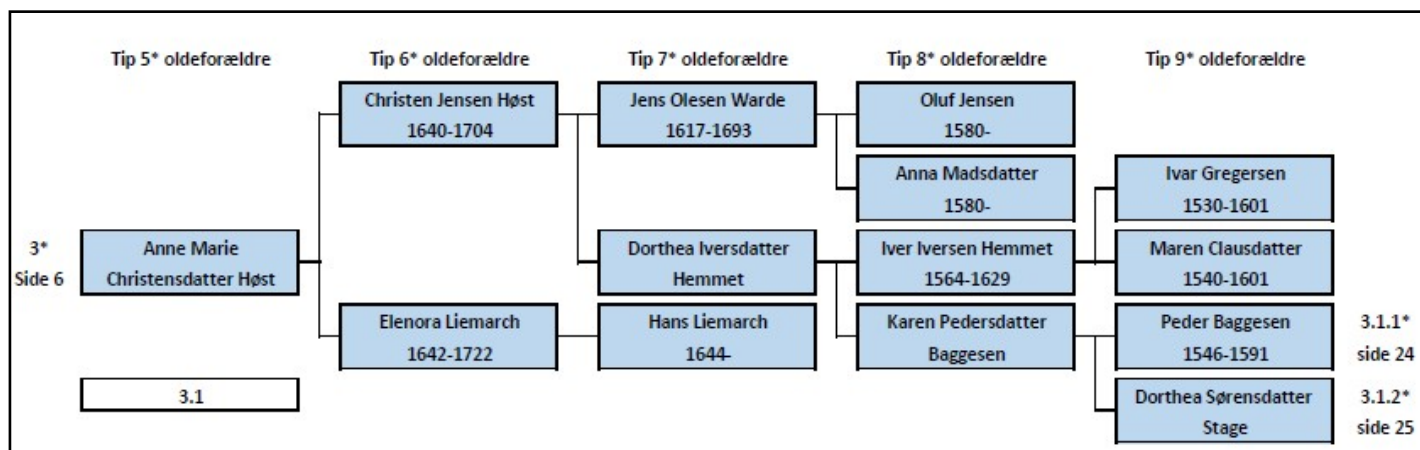 Tip 5* oldeforældre
Tip 6* oldeforældre
Tip 7* oldeforældre
Tip 8* oldeforældre
Tip 9* oldeforældre
Christen Jensen Høst
1640-1704
Jens Olesen Warde
1617-1693
Oluf Jensen
1580-
Anna Madsdatter
1580-
Ivar Gregersen
1530-1601
3*
Side 6
Anne Marie
Christensdatter Høst
Dorthea Iversdatter
Hemmet
Iver Iversen Hemmet
1564-1629
Maren Clausdatter
1540-1601
Elenora Liemarch
1642-1722
Hans Liemarch
1644-
Karen Pedersdatter
Baggesen
Peder Baggesen
1546-1591
3.1.1*
side 24
3.1
Dorthea Sørensdatter
Stage
3.1.2*
side 25